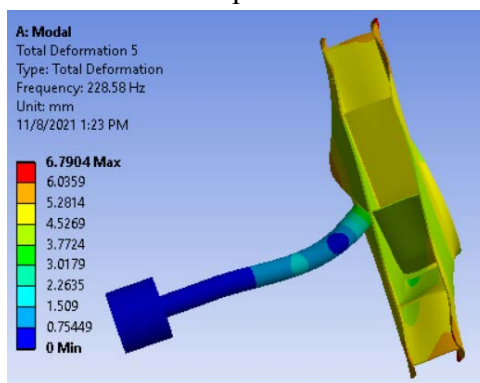 A: Modal
Total Deformation 5
Type: Total Deformation
Frequency: 228.58 Hz
Unit: mm
11/8/2021 1:23 PM
6.7904 Max
6.0359
5.2814
4.5269
3.7724
3.0179
2.2635
1.509
0.75449
0 Min